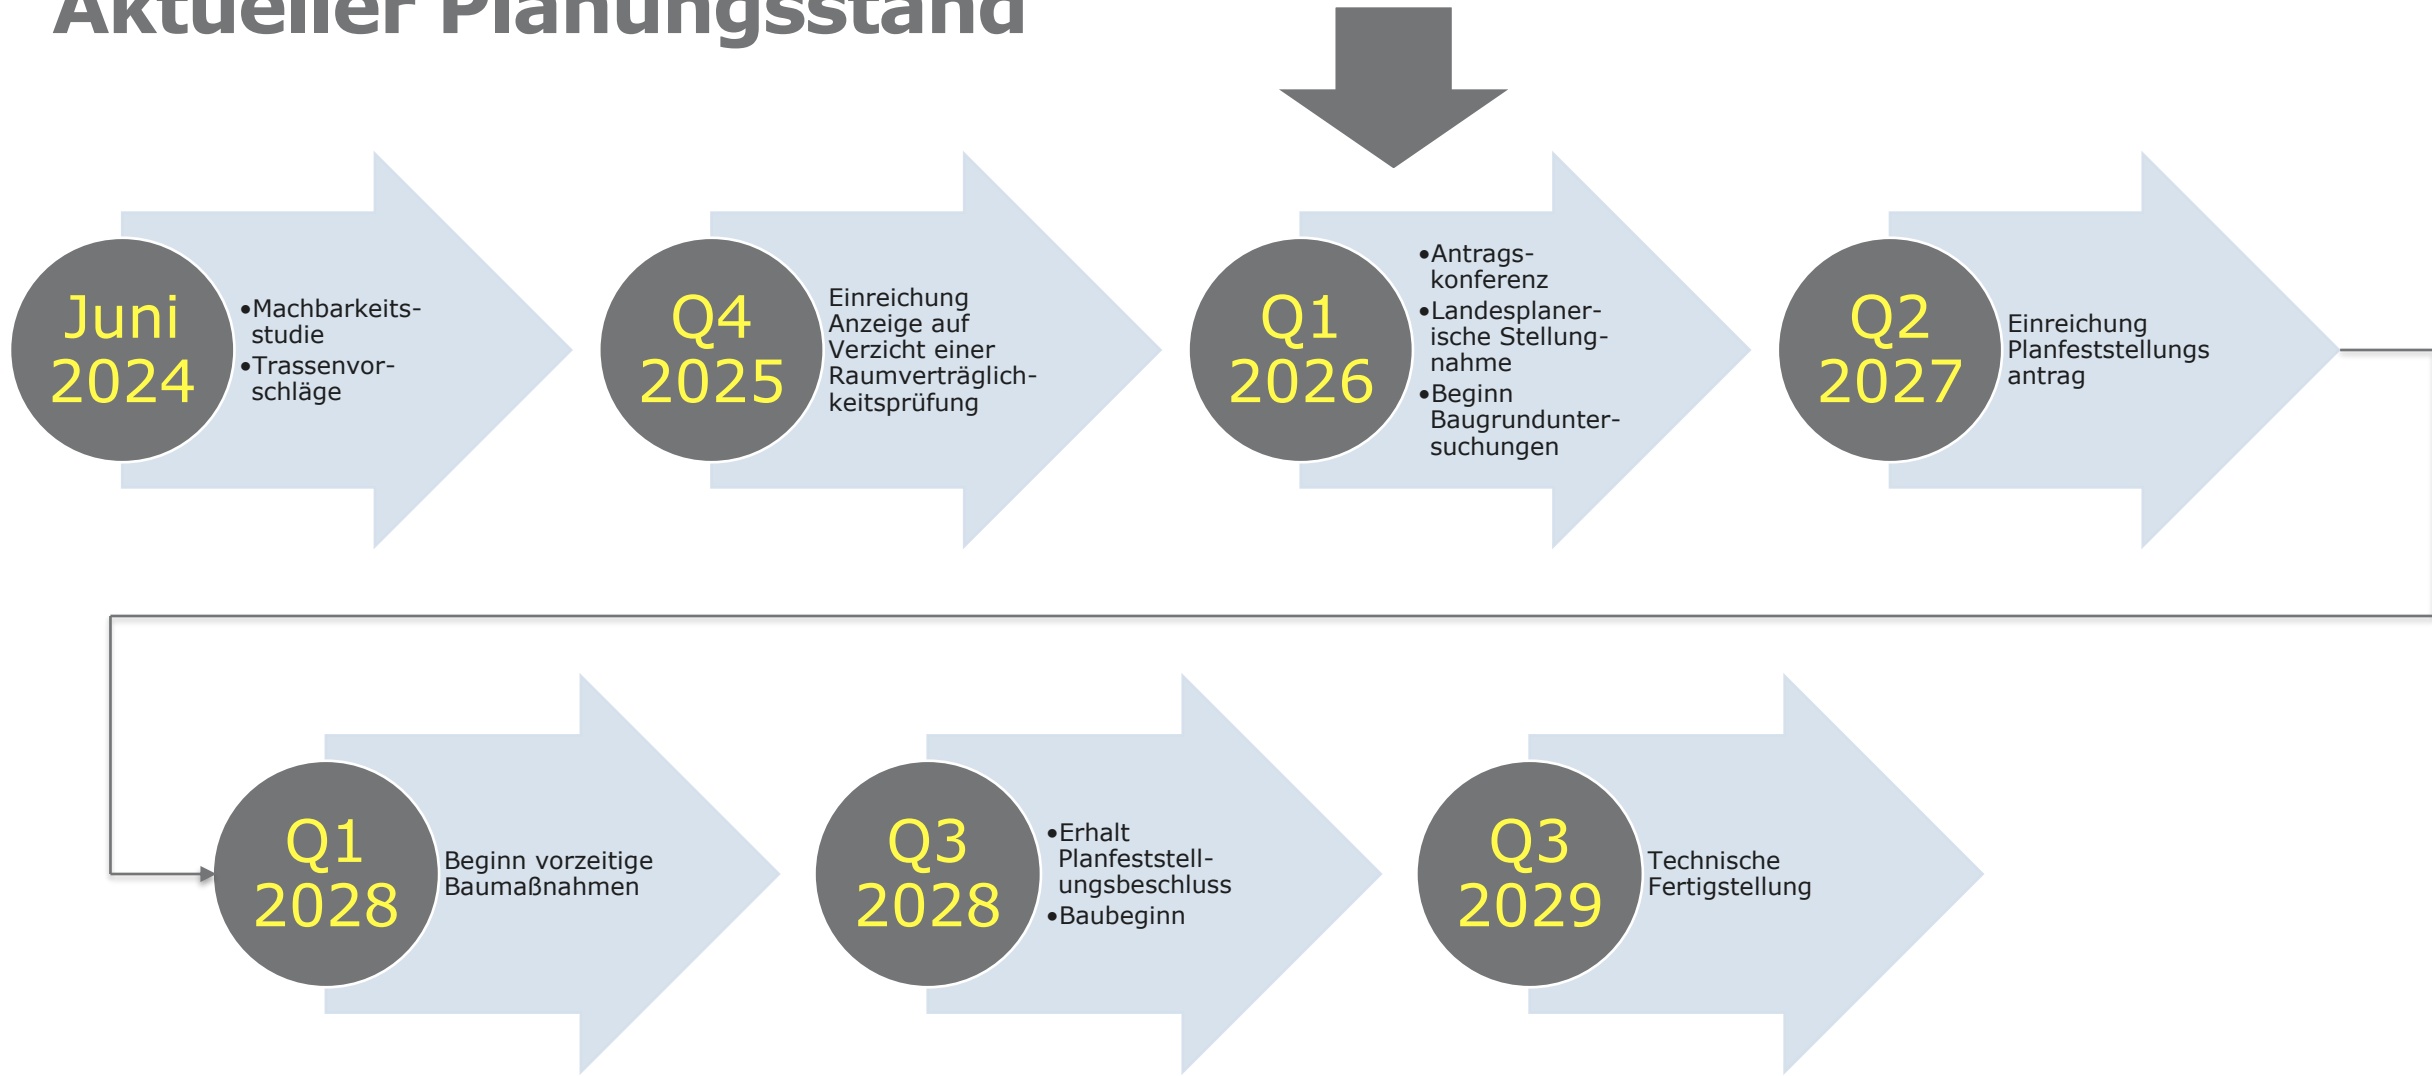 Aktueller Planungsstand
Juni
2024
•Machbarkeits-
studie
•Trassenvor-
schläge
Q4
2025
Einreichung
Anzeige auf
Verzicht einer
Raumverträglich-
keitsprüfung
Q1
2026
•Antrags-
konferenz
•Landesplaner-
ische Stellung-
nahme
•Beginn
Baugrundunter-
suchungen
Q2
2027
Einreichung
Planfeststellungs
antrag
Q1
2028
Beginn vorzeitige
Baumaßnahmen
Q3
2028
•Erhalt
Planfeststell-
ungsbeschluss
•Baubeginn
Q3
2029
Technische
Fertigstellung